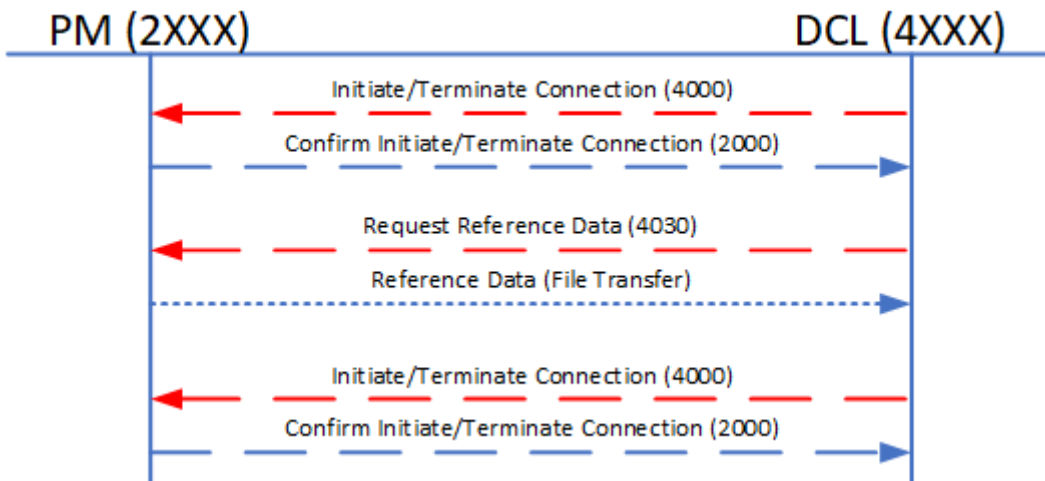 PM (2XXX)
DCL (4XXX)
Initiate/Terminate Connection (4000)
Confirm Initiate/Terminate Connection (2000)
Request Reference Data (4030)
Reference Data (File Transfer)
Initiate/Terminate Connection (4000)
Confirm Initiate/Terminate Connection (2000)